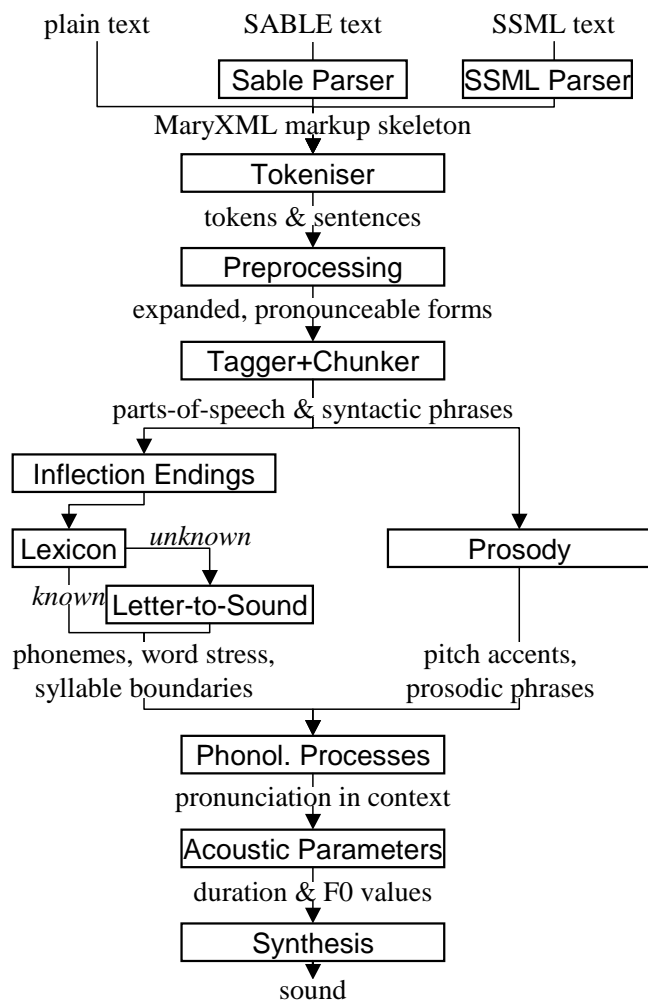 plain text
SABLE text
SSML text
Sable Parser
SSML Parser
MaryXML markup skeleton
Tokeniser
tokens & sentences
Preprocessing
expanded, pronounceable forms
Tagger+Chunker
parts-of-speech & syntactic phrases
Inflection Endings
Lexicon
unknown
Prosody
known
Letter-to-Sound
phonemes, word stress,
syllable boundaries
pitch accents,
prosodic phrases
Phonol. Processes
pronunciation in context
Acoustic Parameters
duration & F0 values
Synthesis
sound